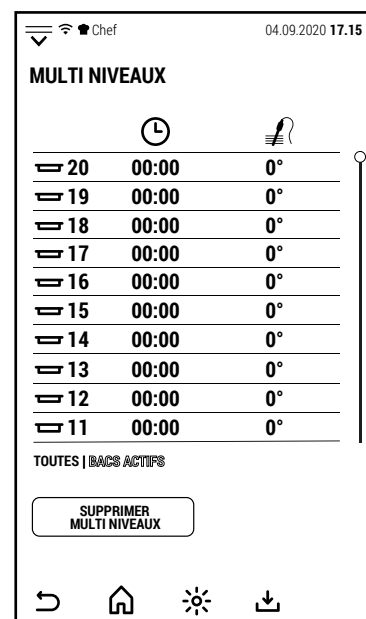 Chef 04.09.2020 17.15
MULTI NIVEAUX
20 00:00 0°
19 00:00 0°
18 00:00 0°
17 00:00 0°
16 00:00 0°
15 00:00 0°
14 00:00 0°
13 00:00 0°
12 00:00 0°
11 00:00 0°
TOUTES | BACS ACTIFS
SUPPRIMER
MULTI NIVEAUX